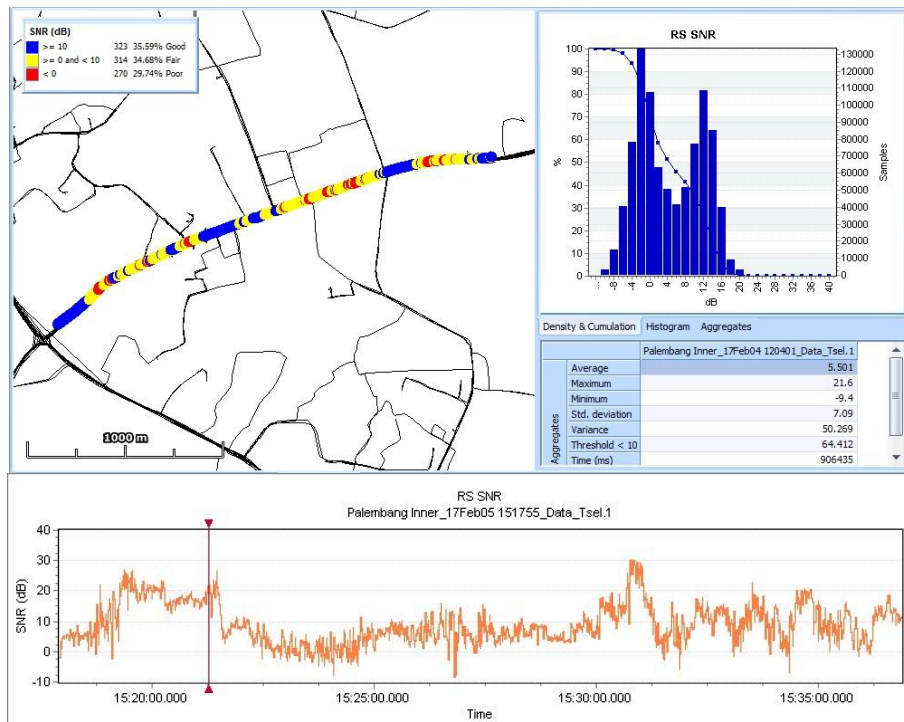 SNR (dB)
>= 10 323 35.59% Good
>= 0 and < 10 314 34.68% Fair
< 0 270 29.74% Poor
1000 m
RS SNR
100
90
80
70
60
50
40
30
20
10
0
%
130000
120000
110000
100000
90000
80000
70000
60000
50000
40000
30000
20000
10000
0
Samples
... -8 -4 0 4 8 12 16 20 24 28 32 36 40
dB
Density & Cumulation Histogram Aggregates
Palembang Inner_17Feb04 120401_Data_Tsel.1
Aggregates
Average 5.501
Maximum 21.6
Minimum -9.4
Std. deviation 7.09
Variance 50.269
Threshold < 10 64.412
Time (ms) 906435
RS SNR
Palembang Inner_17Feb05 151755_Data_Tsel.1
SNR (dB)
40
30
20
10
0
-10
15:20:00.000 15:25:00.000 15:30:00.000 15:35:00.000
Time